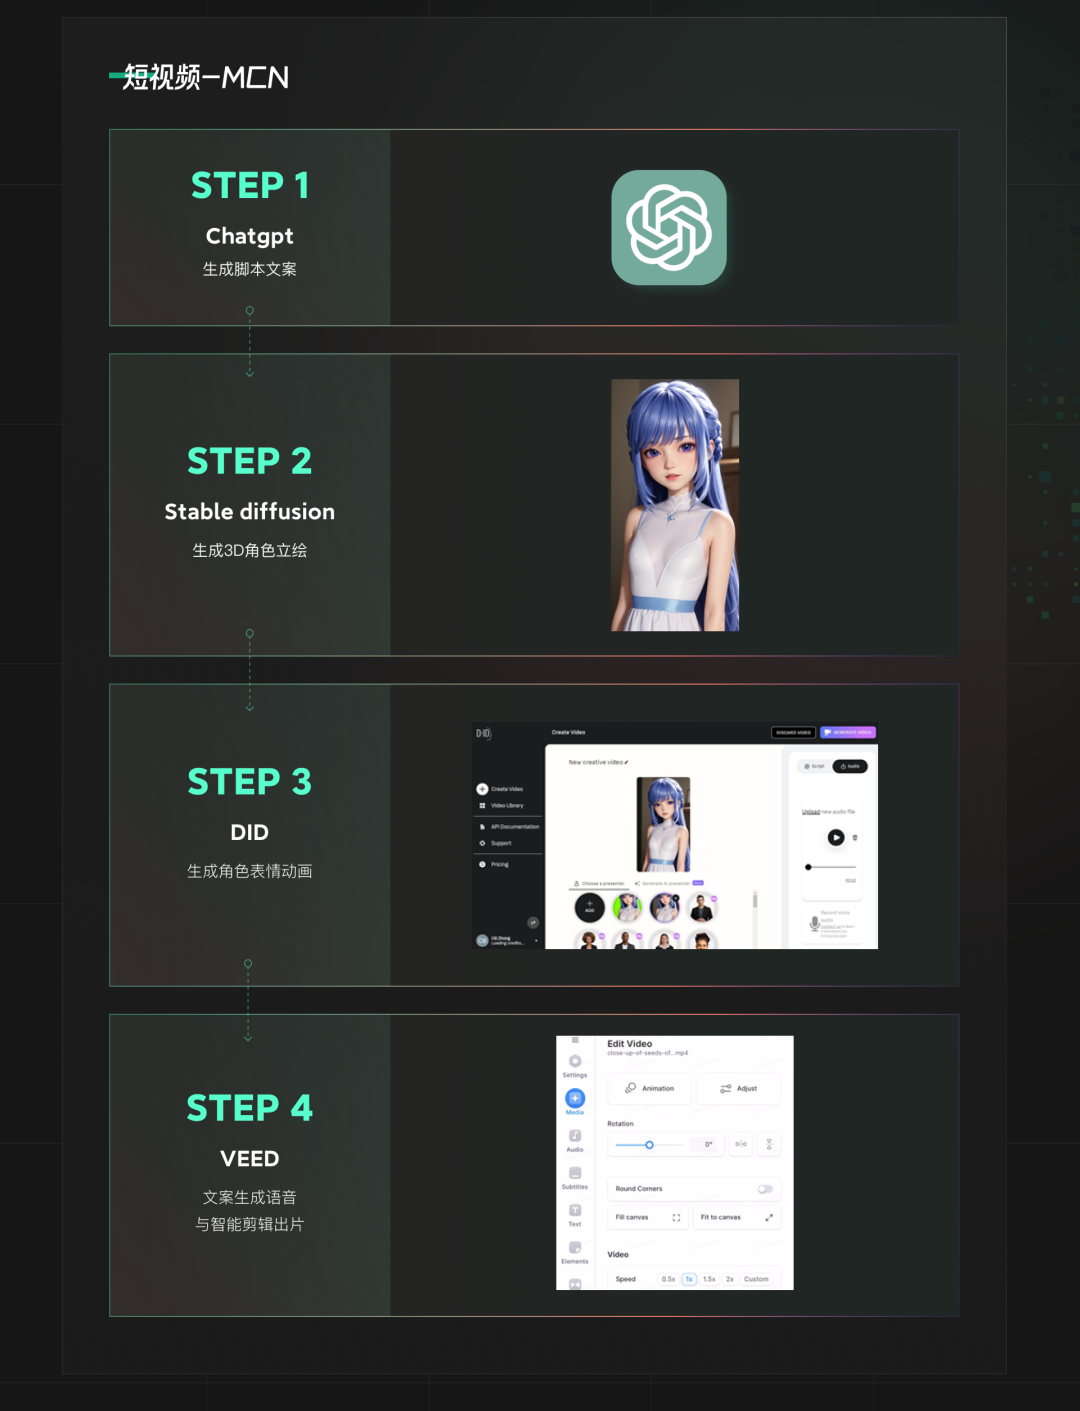 短视频—MCN
STEP 1
Chatgpt
生成脚本文案
STEP 2
Stable diffusion
生成3D角色立绘
STEP 3
DID
生成角色表情动画
D-ID
Create Video
DISCARD VIDEO
GENERATE VIDEO
New creative video
Script
Audio
Create Video
Video Library
API Documentation
Support
Pricing
Upload new audio file
Choose a presenter
Generate AI presenter
ADD
Record voice
audio
CB
Loading credits...
STEP 4
VEED
文案生成语音
与智能剪辑出片
Edit Video
close-up-of-seeds-of...mp4
Settings
Animation
Adjust
Media
Rotation
0°
Audio
Subtitles
Round Corners
Text
Fill canvas
Fit to canvas
Elements
Video
Speed
0.5x
1x
1.5x
2x
Custom